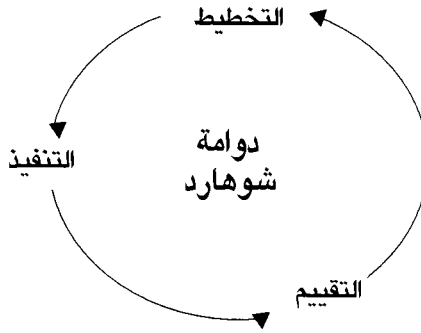 التخطيط
دوامة
شوهارد
التنفيذ
التقييم